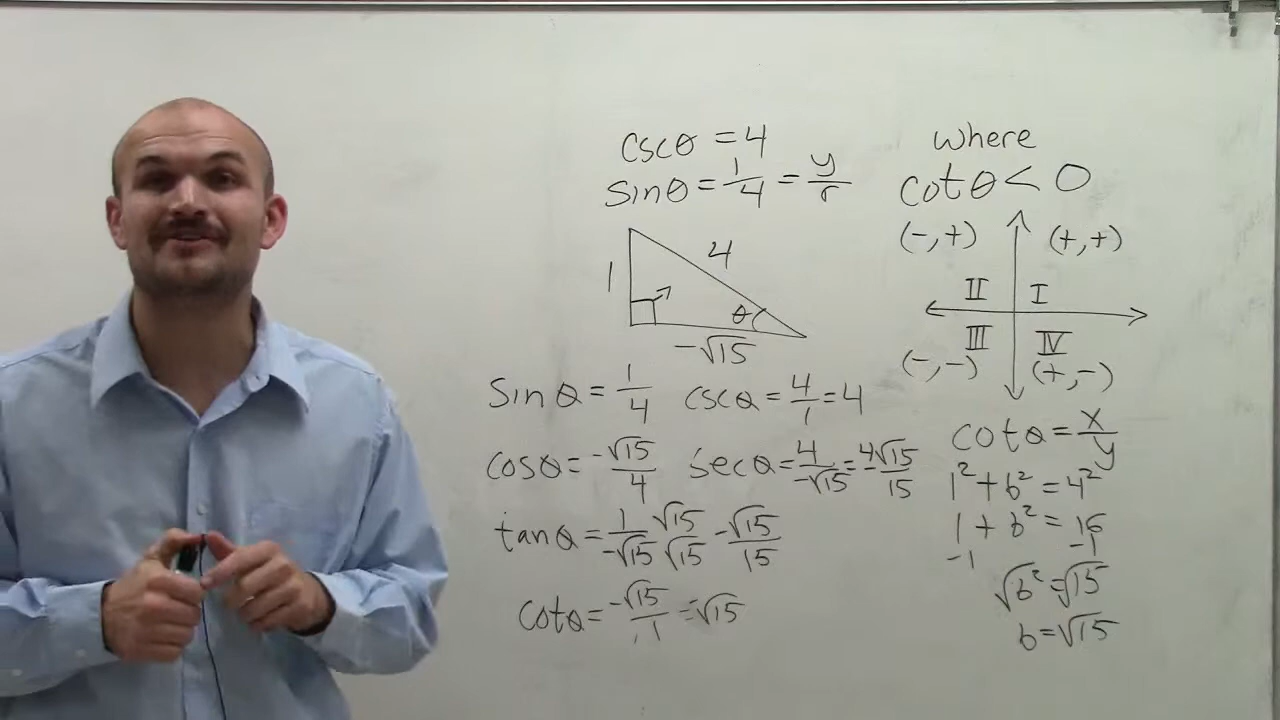 cscθ = 4
sinθ = 1/4 = y/r
where
cotθ < 0
1
4
θ
-√15
(-,+) (+,+)
II I
III IV
(-,-) (+,-)
sinθ = 1/4 cscθ = 4/1 = 4
cosθ = -√15/4 secθ = 4/-√15 = -4√15/15
tanθ = 1/-√15 √15/√15 -√15/15
cotθ = -√15/1 = -√15
cotθ = x/y
1² + b² = 4²
1 + b² = 16
-1 -1
√b² = √15
b = √15